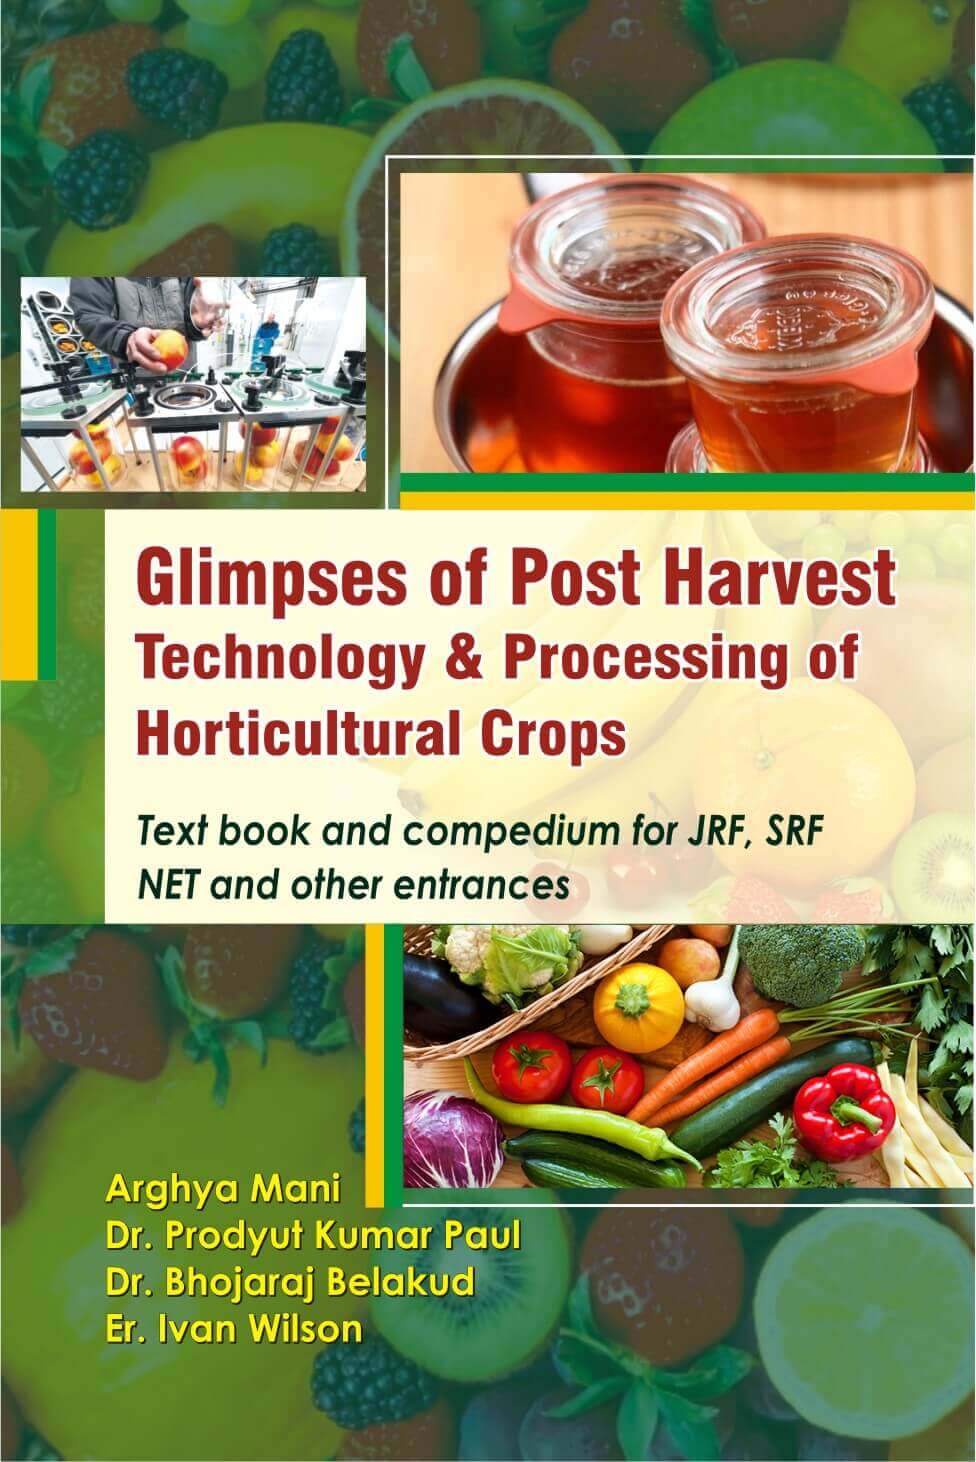 Glimpses of Post Harvest
Technology & Processing of
Horticultural Crops
Text book and compedium for JRF, SRF
NET and other entrances
Arghya Mani
Dr. Prodyut Kumar Paul
Dr. Bhojaraj Belakud
Er. Ivan Wilson